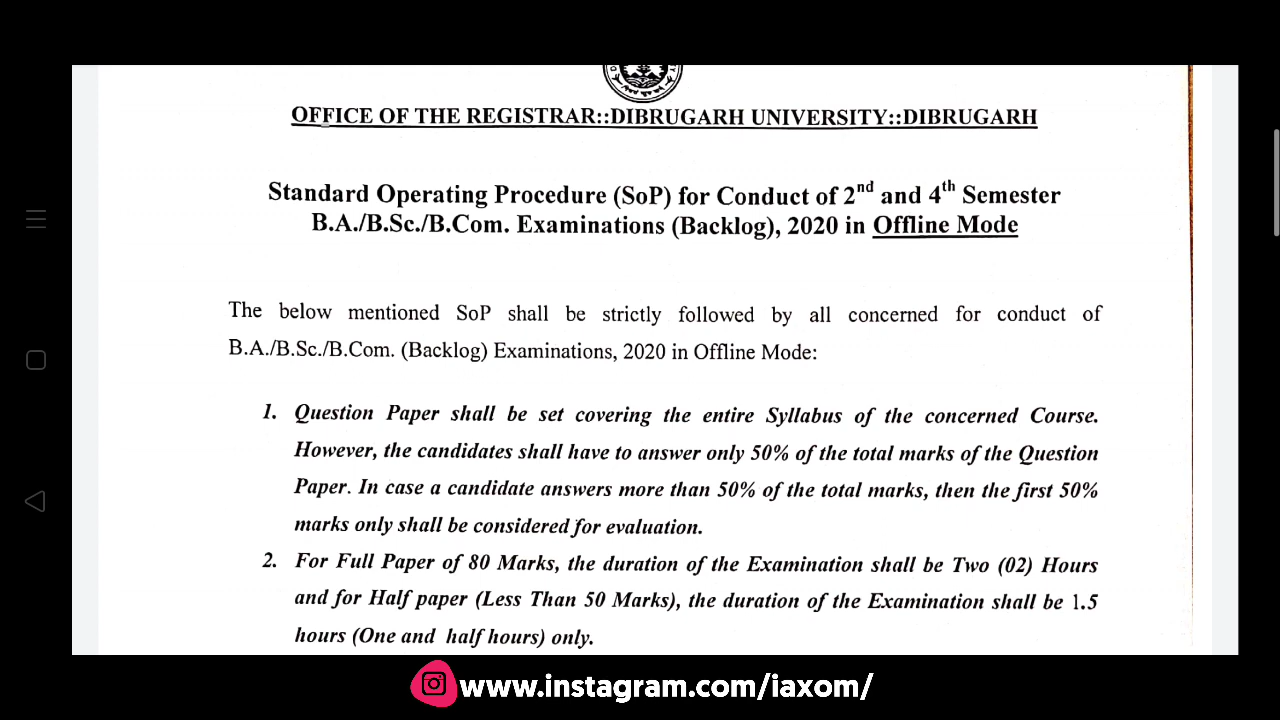 OFFICE OF THE REGISTRAR::DIBRUGARH UNIVERSITY::DIBRUGARH
Standard Operating Procedure (SoP) for Conduct of 2nd and 4th Semester
B.A./B.Sc./B.Com. Examinations (Backlog), 2020 in Offline Mode
The below mentioned SoP shall be strictly followed by all concerned for conduct of
B.A./B.Sc./B.Com. (Backlog) Examinations, 2020 in Offline Mode:
1. Question Paper shall be set covering the entire Syllabus of the concerned Course.
However, the candidates shall have to answer only 50% of the total marks of the Question
Paper. In case a candidate answers more than 50% of the total marks, then the first 50%
marks only shall be considered for evaluation.
2. For Full Paper of 80 Marks, the duration of the Examination shall be Two (02) Hours
and for Half paper (Less Than 50 Marks), the duration of the Examination shall be 1.5
hours (One and half hours) only.
www.instagram.com/iaxom/